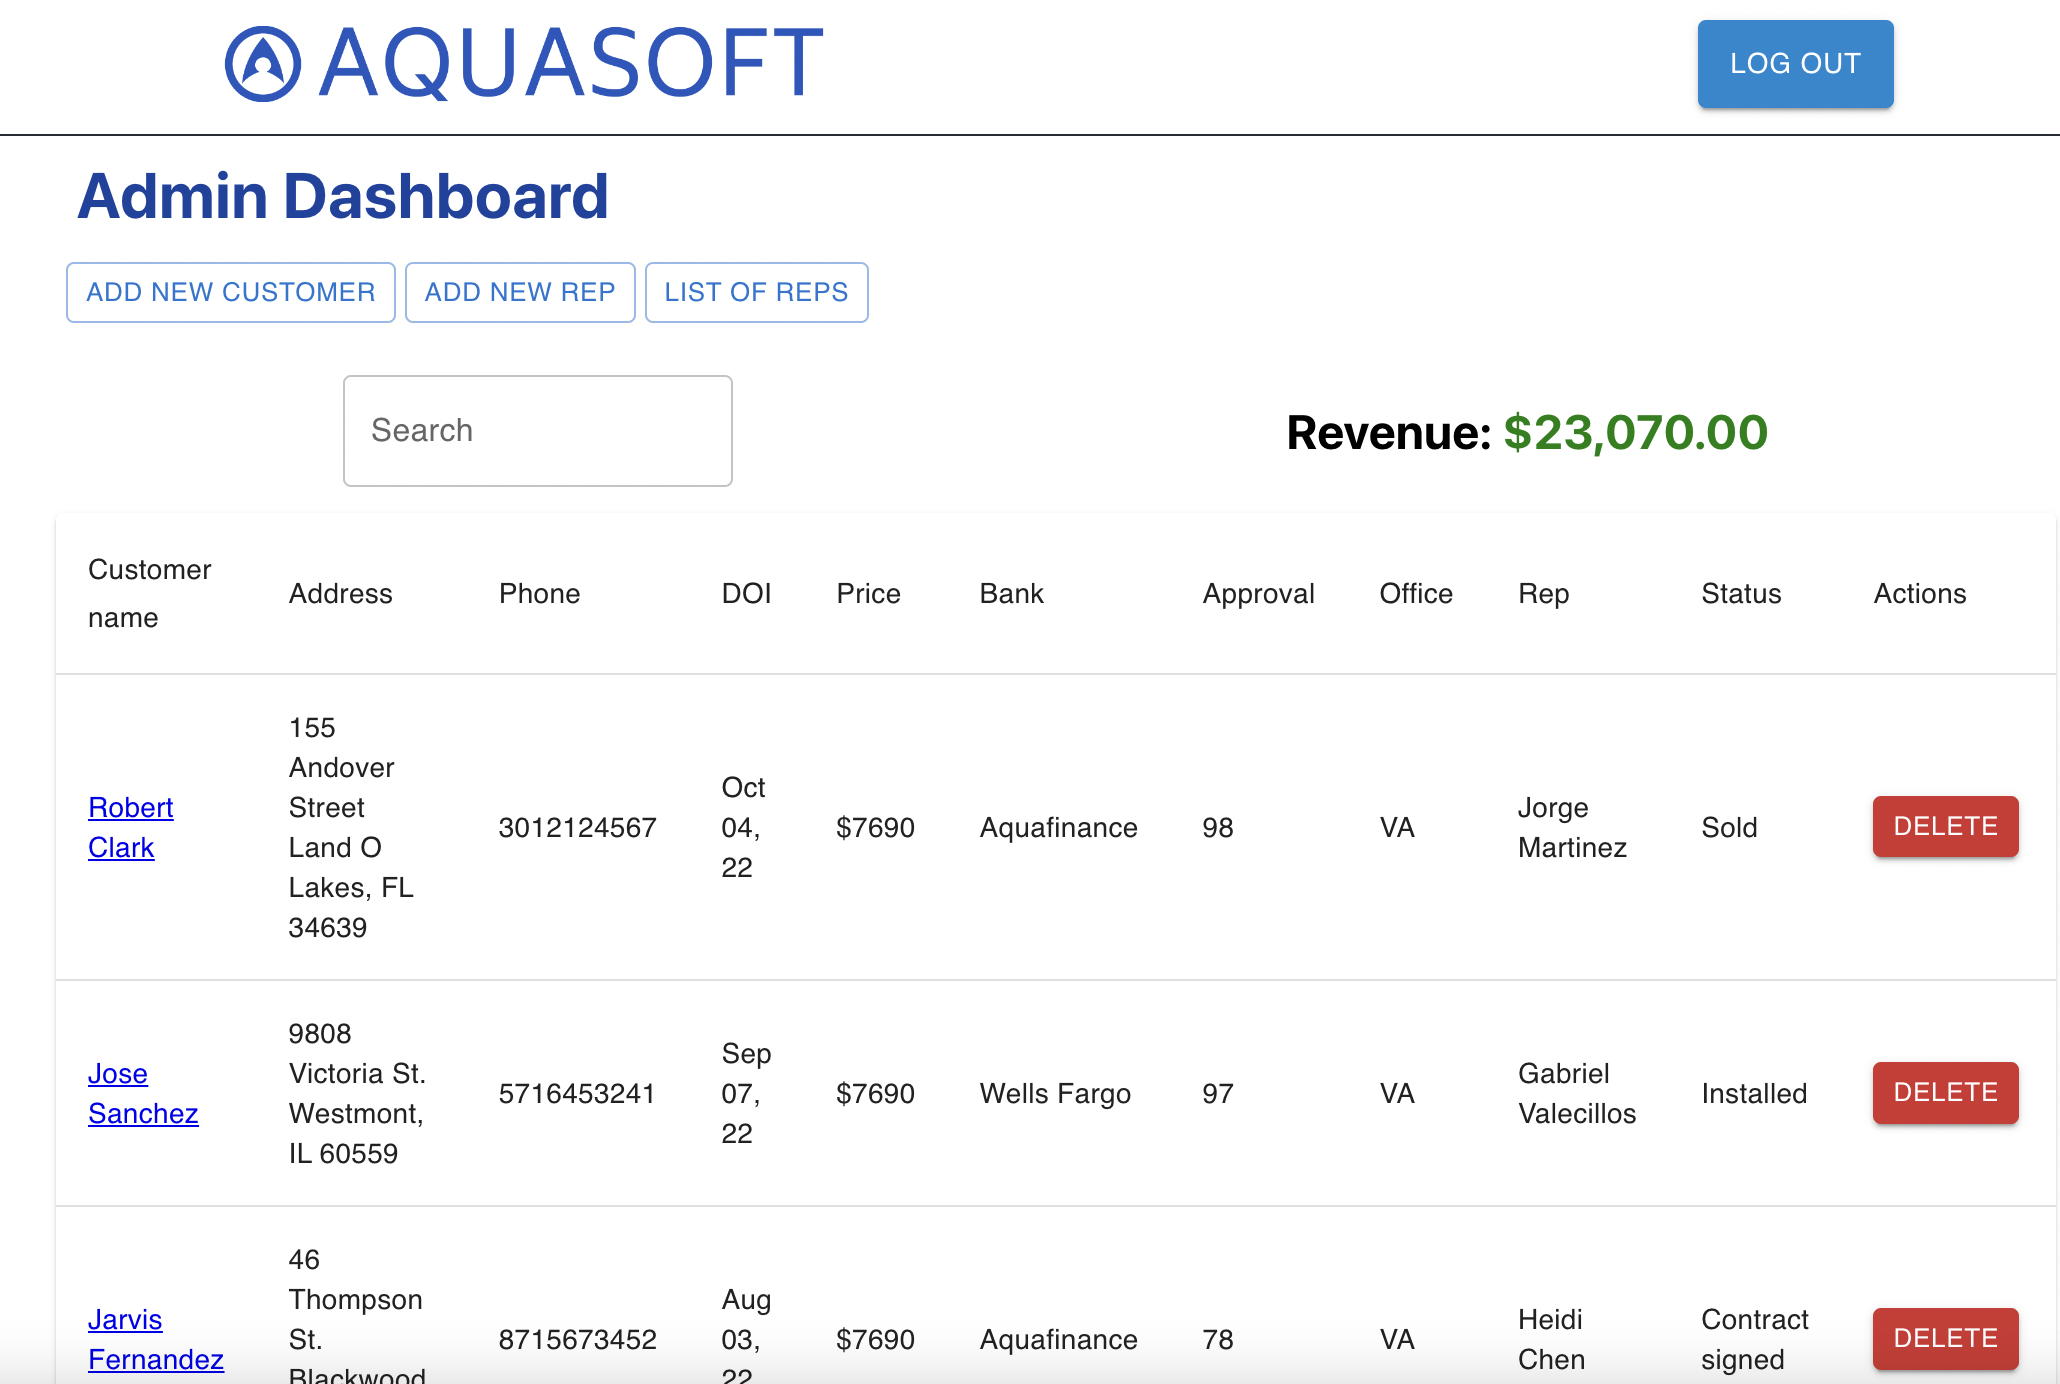 AQUASOFT
LOG OUT
Admin Dashboard
ADD NEW CUSTOMER ADD NEW REP LIST OF REPS
Search
Revenue: $23,070.00
Customer name Address Phone DOI Price Bank Approval Office Rep Status Actions
Robert Clark 155 Andover Street Land O Lakes, FL 34639 3012124567 Oct 04, 22 $7690 Aquafinance 98 VA Jorge Martinez Sold DELETE
Jose Sanchez 9808 Victoria St. Westmont, IL 60559 5716453241 Sep 07, 22 $7690 Wells Fargo 97 VA Gabriel Valecillos Installed DELETE
Jarvis Fernandez 46 Thompson St. Blackwood 8715673452 Aug 03, 22 $7690 Aquafinance 78 VA Heidi Chen Contract signed DELETE